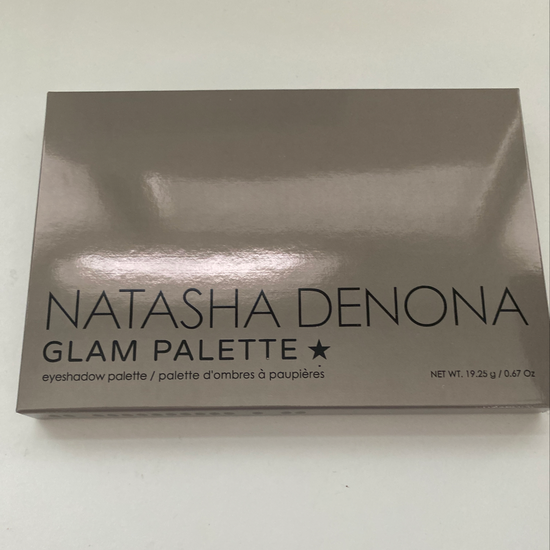 NATASHA DENONA
GLAM PALETTE ★
eyeshadow palette / palette d'ombres à paupières
NET WT. 19.25 g / 0.67 Oz